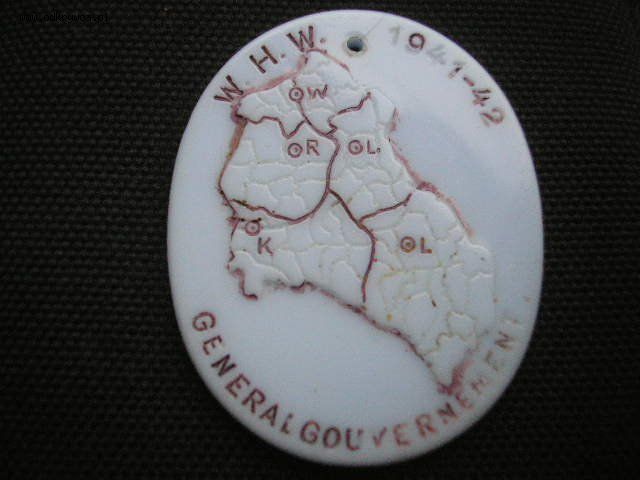 W. H. W. 1941-42
W
R
L.
K
L
GENERALGOUVERNEMENT.